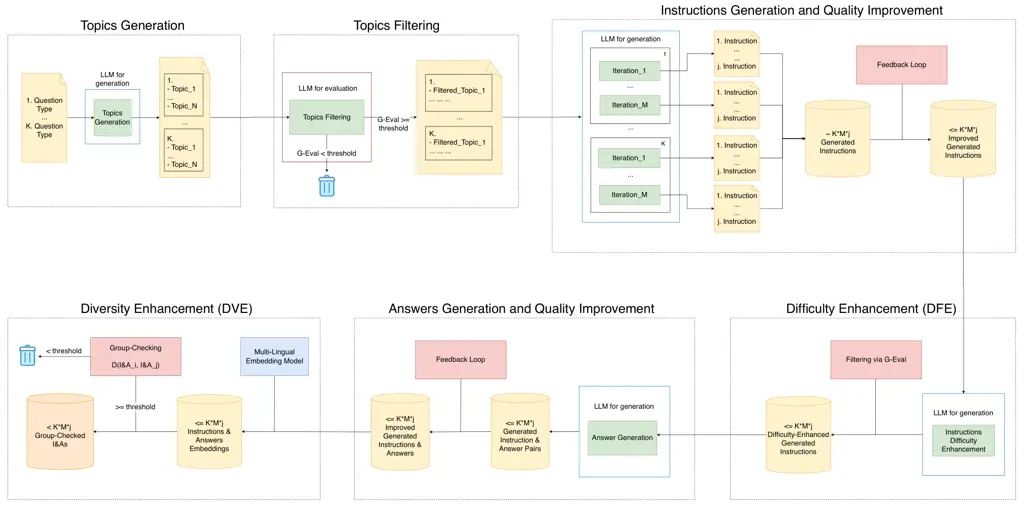 Topics Generation
1. Question
Type
...
K. Question
Type
LLM for
generation
Topics
Generation
1.
- Topic_1
...
- Topic_N
...
K.
- Topic_1
...
- Topic_N
Topics Filtering
LLM for evaluation
Topics Filtering
G-Eval >=
threshold
G-Eval < threshold
1.
- Filtered_Topic_1
... ... ...
...
K.
- Filtered_Topic_1
... ... ...
Instructions Generation and Quality Improvement
LLM for generation
1
Iteration_1
...
Iteration_M
...
K
Iteration_1
...
Iteration_M
1. Instruction
...
...
j. Instruction
1. Instruction
...
...
j. Instruction
1. Instruction
...
...
j. Instruction
1. Instruction
...
...
j. Instruction
~ K*M*j
Generated
Instructions
Feedback Loop
<= K*M*j
Improved
Generated
Instructions
Diversity Enhancement (DVE)
< threshold
Group-Checking
D(I&A_i, I&A_j)
>= threshold
Multi-Lingual
Embedding Model
< K*M*j
Group-Checked
I&As
<= K*M*j
Instructions &
Answers
Embeddings
Answers Generation and Quality Improvement
Feedback Loop
<= K*M*j
Improved
Generated
Instructions &
Answers
<= K*M*j
Generated
Instruction &
Answer Pairs
LLM for generation
Answer Generation
Difficulty Enhancement (DFE)
Filtering via G-Eval
<= K*M*j
Difficulty-Enhanced
Generated
Instructions
LLM for generation
Instructions
Difficulty
Enhancement